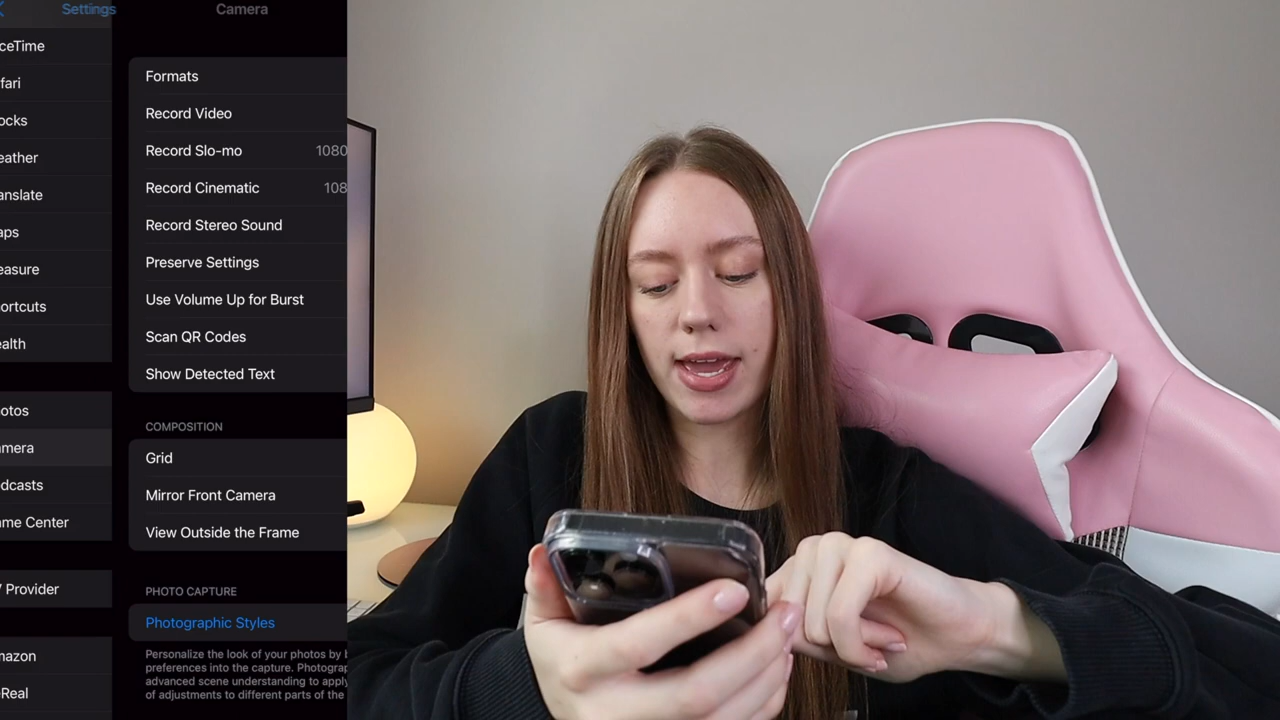 Settings
ceTime
fari
ocks
eather
anslate
aps
easure
ortcuts
ealth
otos
mera
dcasts
me Center
Provider
azon
Real
Camera
Formats
Record Video
Record Slo-mo 1080
Record Cinematic 108
Record Stereo Sound
Preserve Settings
Use Volume Up for Burst
Scan QR Codes
Show Detected Text
COMPOSITION
Grid
Mirror Front Camera
View Outside the Frame
PHOTO CAPTURE
Photographic Styles
Personalize the look of your photos by
preferences into the capture. Photograp
advanced scene understanding to apply
of adjustments to different parts of the